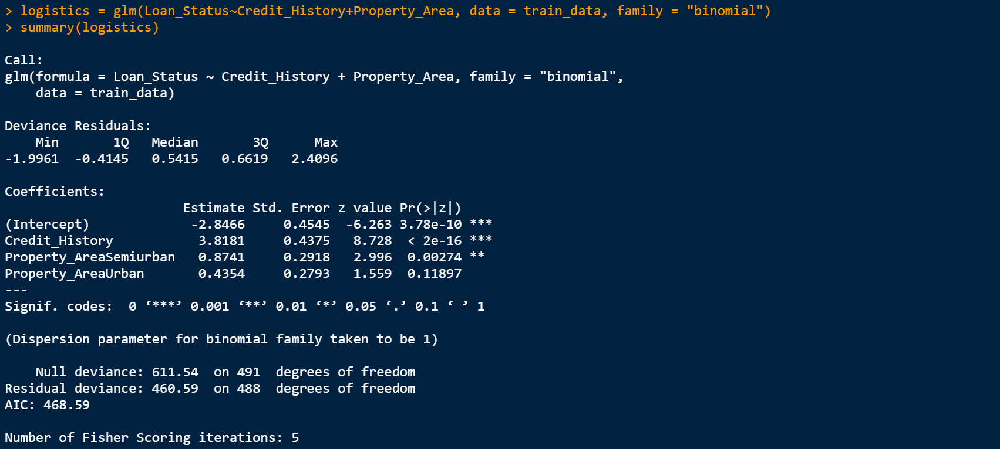 > logistics = glm(Loan_Status~Credit_History+Property_Area, data = train_data, family = "binomial")
> summary(logistics)

Call:
glm(formula = Loan_Status ~ Credit_History + Property_Area, family = "binomial",
    data = train_data)

Deviance Residuals:
    Min       1Q   Median       3Q      Max
-1.9961  -0.4145   0.5415   0.6619   2.4096

Coefficients:
                       Estimate Std. Error z value Pr(>|z|)
(Intercept)             -2.8466     0.4545  -6.263 3.78e-10 ***
Credit_History           3.8181     0.4375   8.728  < 2e-16 ***
Property_AreaSemiurban   0.8741     0.2918   2.996  0.00274 **
Property_AreaUrban       0.4354     0.2793   1.559  0.11897
---
Signif. codes:  0 ‘***’ 0.001 ‘**’ 0.01 ‘*’ 0.05 ‘.’ 0.1 ‘ ’ 1

(Dispersion parameter for binomial family taken to be 1)

    Null deviance: 611.54  on 491  degrees of freedom
Residual deviance: 460.59  on 488  degrees of freedom
AIC: 468.59

Number of Fisher Scoring iterations: 5